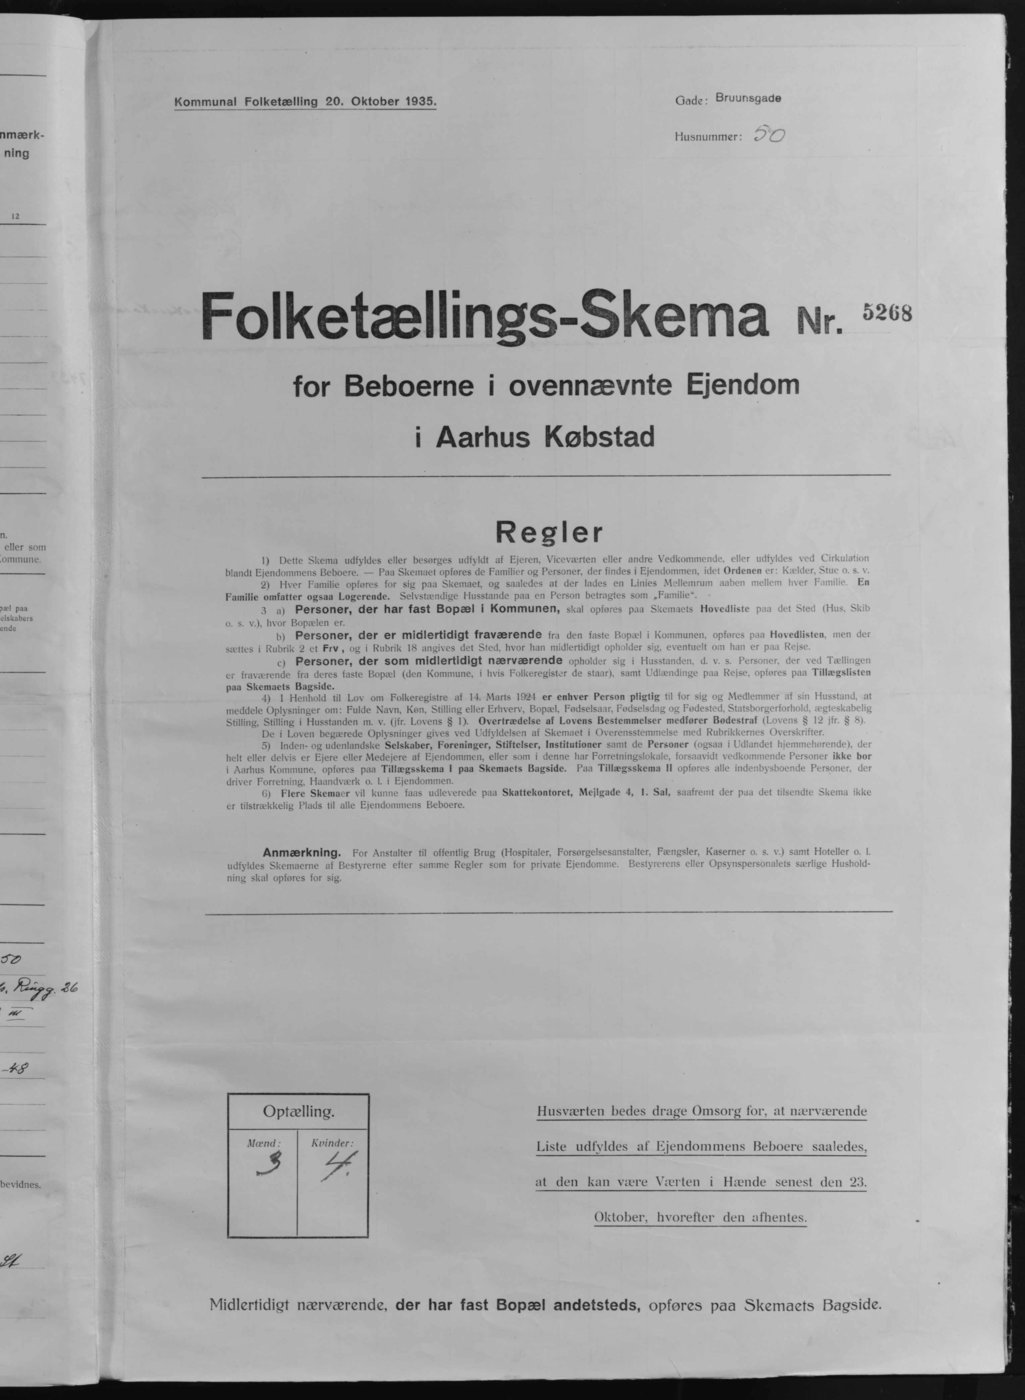 nmærk-
ning
12
n.
eller som
Kommune.
pæl paa
elskabers
ende
50
Ringg. 26
III
-48
bevidnes.
St
Kommunal Folketælling 20. Oktober 1935.
Gade: Bruunsgade
Husnummer: 50
Folketællings-Skema Nr. 5268
for Beboerne i ovennævnte Ejendom
i Aarhus Købstad
Regler
1) Dette Skema udfyldes eller besørges udfyldt af Ejeren, Viceværten eller andre Vedkommende, eller udfyldes ved Cirkulation
blandt Ejendommens Beboere. — Paa Skemaet opføres de Familier og Personer, der findes i Ejendommen, idet Ordenen er: Kælder, Stue o. s. v.
2) Hver Familie opføres for sig paa Skemaet, og saaledes at der lades en Linies Mellemrum aaben mellem hver Familie. En
Familie omfatter ogsaa Logerende. Selvstændige Husstande paa en Person betragtes som „Familie“.
3 a) Personer, der har fast Bopæl i Kommunen, skal opføres paa Skemaets Hovedliste paa det Sted (Hus, Skib
o. s. v.), hvor Bopælen er.
b) Personer, der er midlertidigt fraværende fra den faste Bopæl i Kommunen, opføres paa Hovedlisten, men der
sættes i Rubrik 2 et Frv, og i Rubrik 18 angives det Sted, hvor han midlertidigt opholder sig, eventuelt om han er paa Rejse.
c) Personer, der som midlertidigt nærværende opholder sig i Husstanden, d. v. s. Personer, der ved Tællingen
er fraværende fra deres faste Bopæl (den Kommune, i hvis Folkeregister de staar), samt Udlændinge paa Rejse, opføres paa Tillægslisten
paa Skemaets Bagside.
4) I Henhold til Lov om Folkeregistre af 14. Marts 1924 er enhver Person pligtig til for sig og Medlemmer af sin Husstand, at
meddele Oplysninger om: Fulde Navn, Køn, Stilling eller Erhverv, Bopæl, Fødselsaar, Fødselsdag og Fødested, Statsborgerforhold, ægteskabelig
Stilling, Stilling i Husstanden m. v. (jfr. Lovens § 1). Overtrædelse af Lovens Bestemmelser medfører Bødestraf (Lovens § 12 jfr. § 8).
De i Loven begærede Oplysninger gives ved Udfyldelsen af Skemaet i Overensstemmelse med Rubrikkernes Overskrifter.
5) Inden- og udenlandske Selskaber, Foreninger, Stiftelser, Institutioner samt de Personer (ogsaa i Udlandet hjemmehørende), der
helt eller delvis er Ejere eller Medejere af Ejendommen, eller som i denne har Forretningslokale, forsaavidt vedkommende Personer ikke bor
i Aarhus Kommune, opføres paa Tillægsskema I paa Skemaets Bagside. Paa Tillægsskema II opføres alle indenbysboende Personer, der
driver Forretning, Haandværk o. l. i Ejendommen.
6) Flere Skemaer vil kunne faas udleverede paa Skattekontoret, Mejlgade 4, 1. Sal, saafremt der paa det tilsendte Skema ikke
er tilstrækkelig Plads til alle Ejendommens Beboere.
Anmærkning. For Anstalter til offentlig Brug (Hospitaler, Forsørgelsesanstalter, Fængsler, Kaserner o. s. v.) samt Hoteller o. l.
udfyldes Skemaerne af Bestyrerne efter samme Regler som for private Ejendomme. Bestyrerens eller Opsynspersonalets særlige Hushold-
ning skal opføres for sig.
Optælling.
Mænd: Kvinder:
3 4.
Husværten bedes drage Omsorg for, at nærværende
Liste udfyldes af Ejendommens Beboere saaledes,
at den kan være Værten i Hænde senest den 23.
Oktober, hvorefter den afhentes.
Midlertidigt nærværende, der har fast Bopæl andetsteds, opføres paa Skemaets Bagside.